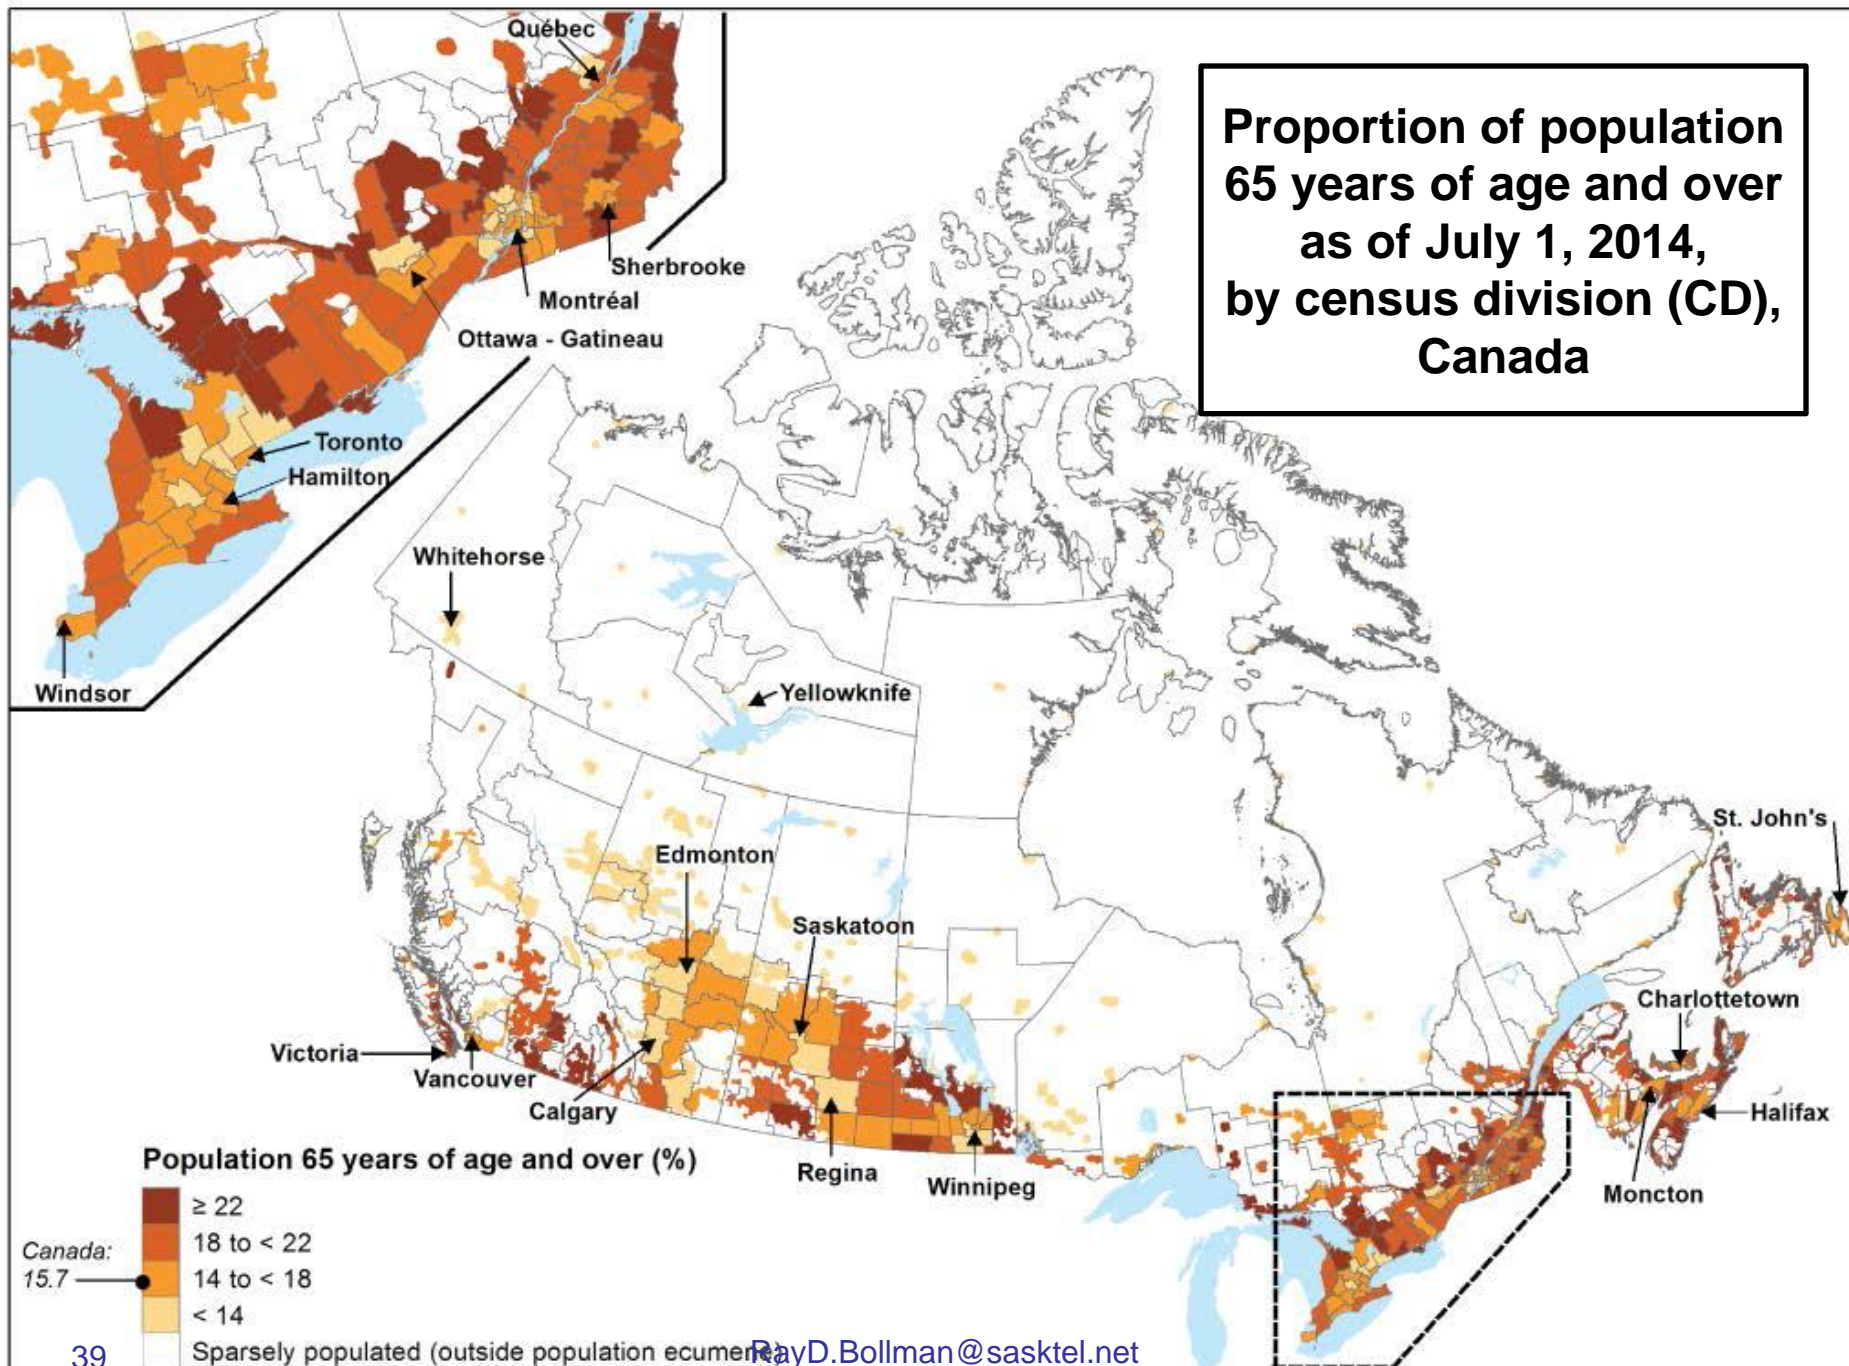 Québec
Sherbrooke
Montréal
Ottawa - Gatineau
Toronto
Hamilton
Windsor
Proportion of population
65 years of age and over
as of July 1, 2014,
by census division (CD),
Canada
Whitehorse
Yellowknife
Edmonton
Saskatoon
St. John's
Charlottetown
Victoria
Vancouver
Calgary
Halifax
Regina
Winnipeg
Moncton
Population 65 years of age and over (%)
≥ 22
18 to < 22
Canada:
15.7
14 to < 18
< 14
Sparsely populated (outside population ecumene)
39
RayD.Bollman@sasktel.net